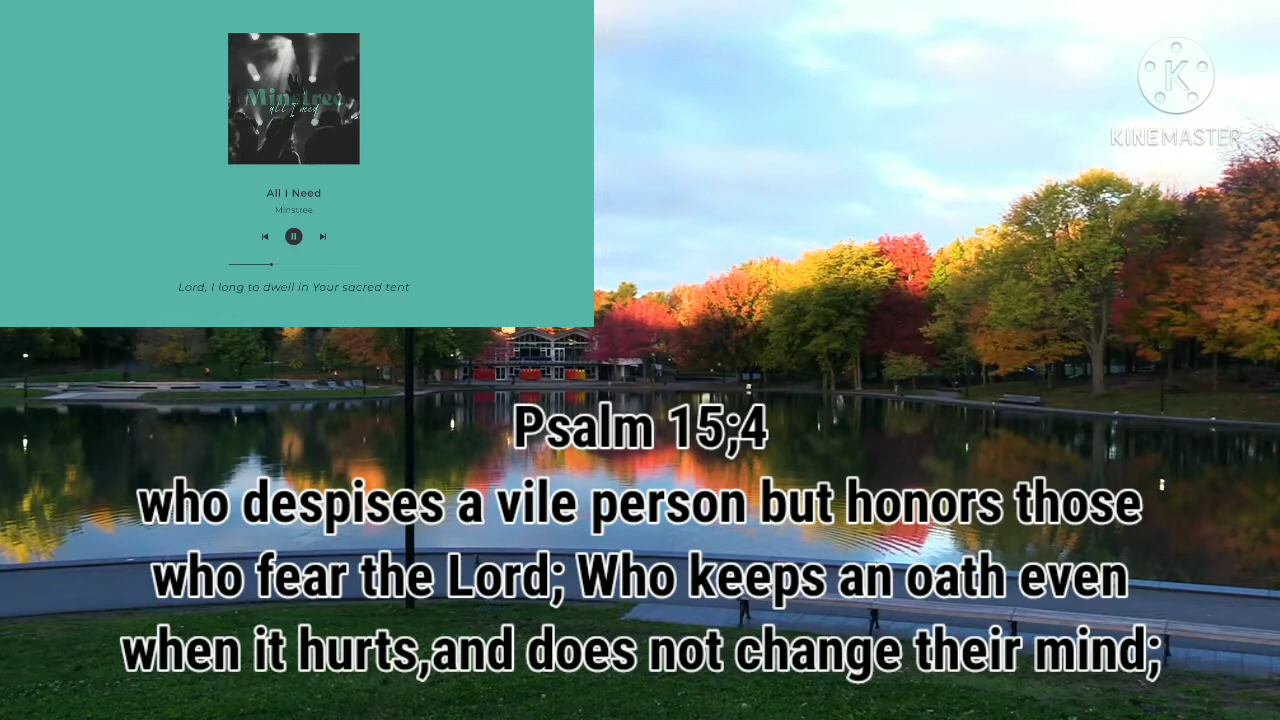 Minstree
all I need
All I Need
Minstree
Lord, I long to dwell in Your sacred tent
KINEMASTER
Psalm 15;4
who despises a vile person but honors those
who fear the Lord; Who keeps an oath even
when it hurts,and does not change their mind;